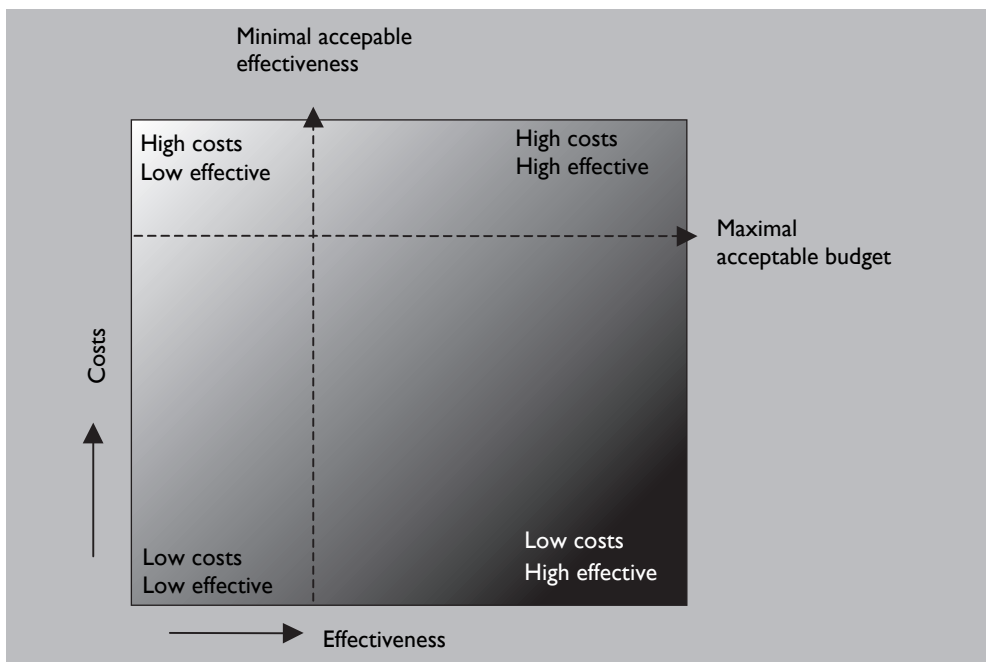 Minimal accepable
effectiveness
High costs
Low effective
High costs
High effective
Maximal
acceptable budget
Costs
Low costs
Low effective
Low costs
High effective
Effectiveness